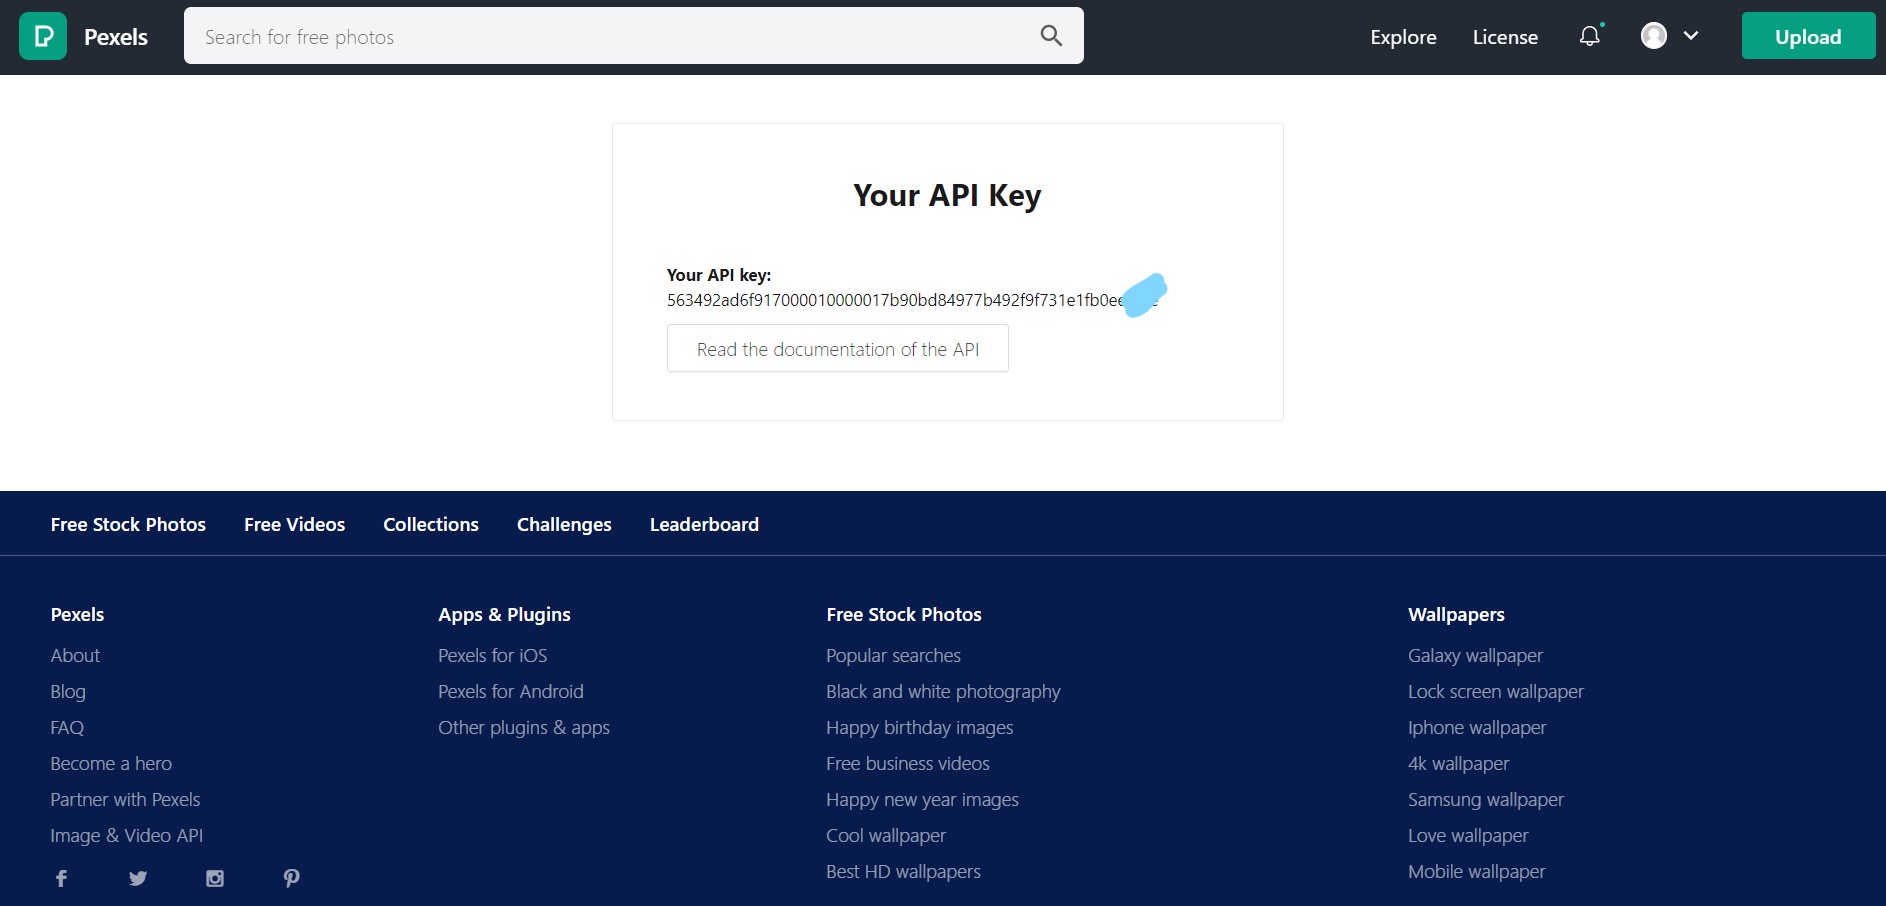 Pexels
Search for free photos
Explore
License
Upload
Your API Key
Your API key:
Read the documentation of the API
Free Stock Photos
Free Videos
Collections
Challenges
Leaderboard
Pexels
About
Blog
FAQ
Become a hero
Partner with Pexels
Image & Video API
Apps & Plugins
Pexels for iOS
Pexels for Android
Other plugins & apps
Free Stock Photos
Popular searches
Black and white photography
Happy birthday images
Free business videos
Happy new year images
Cool wallpaper
Best HD wallpapers
Wallpapers
Galaxy wallpaper
Lock screen wallpaper
Iphone wallpaper
4k wallpaper
Samsung wallpaper
Love wallpaper
Mobile wallpaper